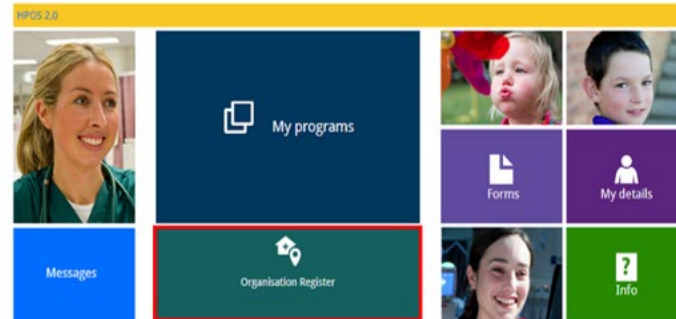 HPOS 2.0
My programs
Forms
My details
Messages
Organisation Register
Info